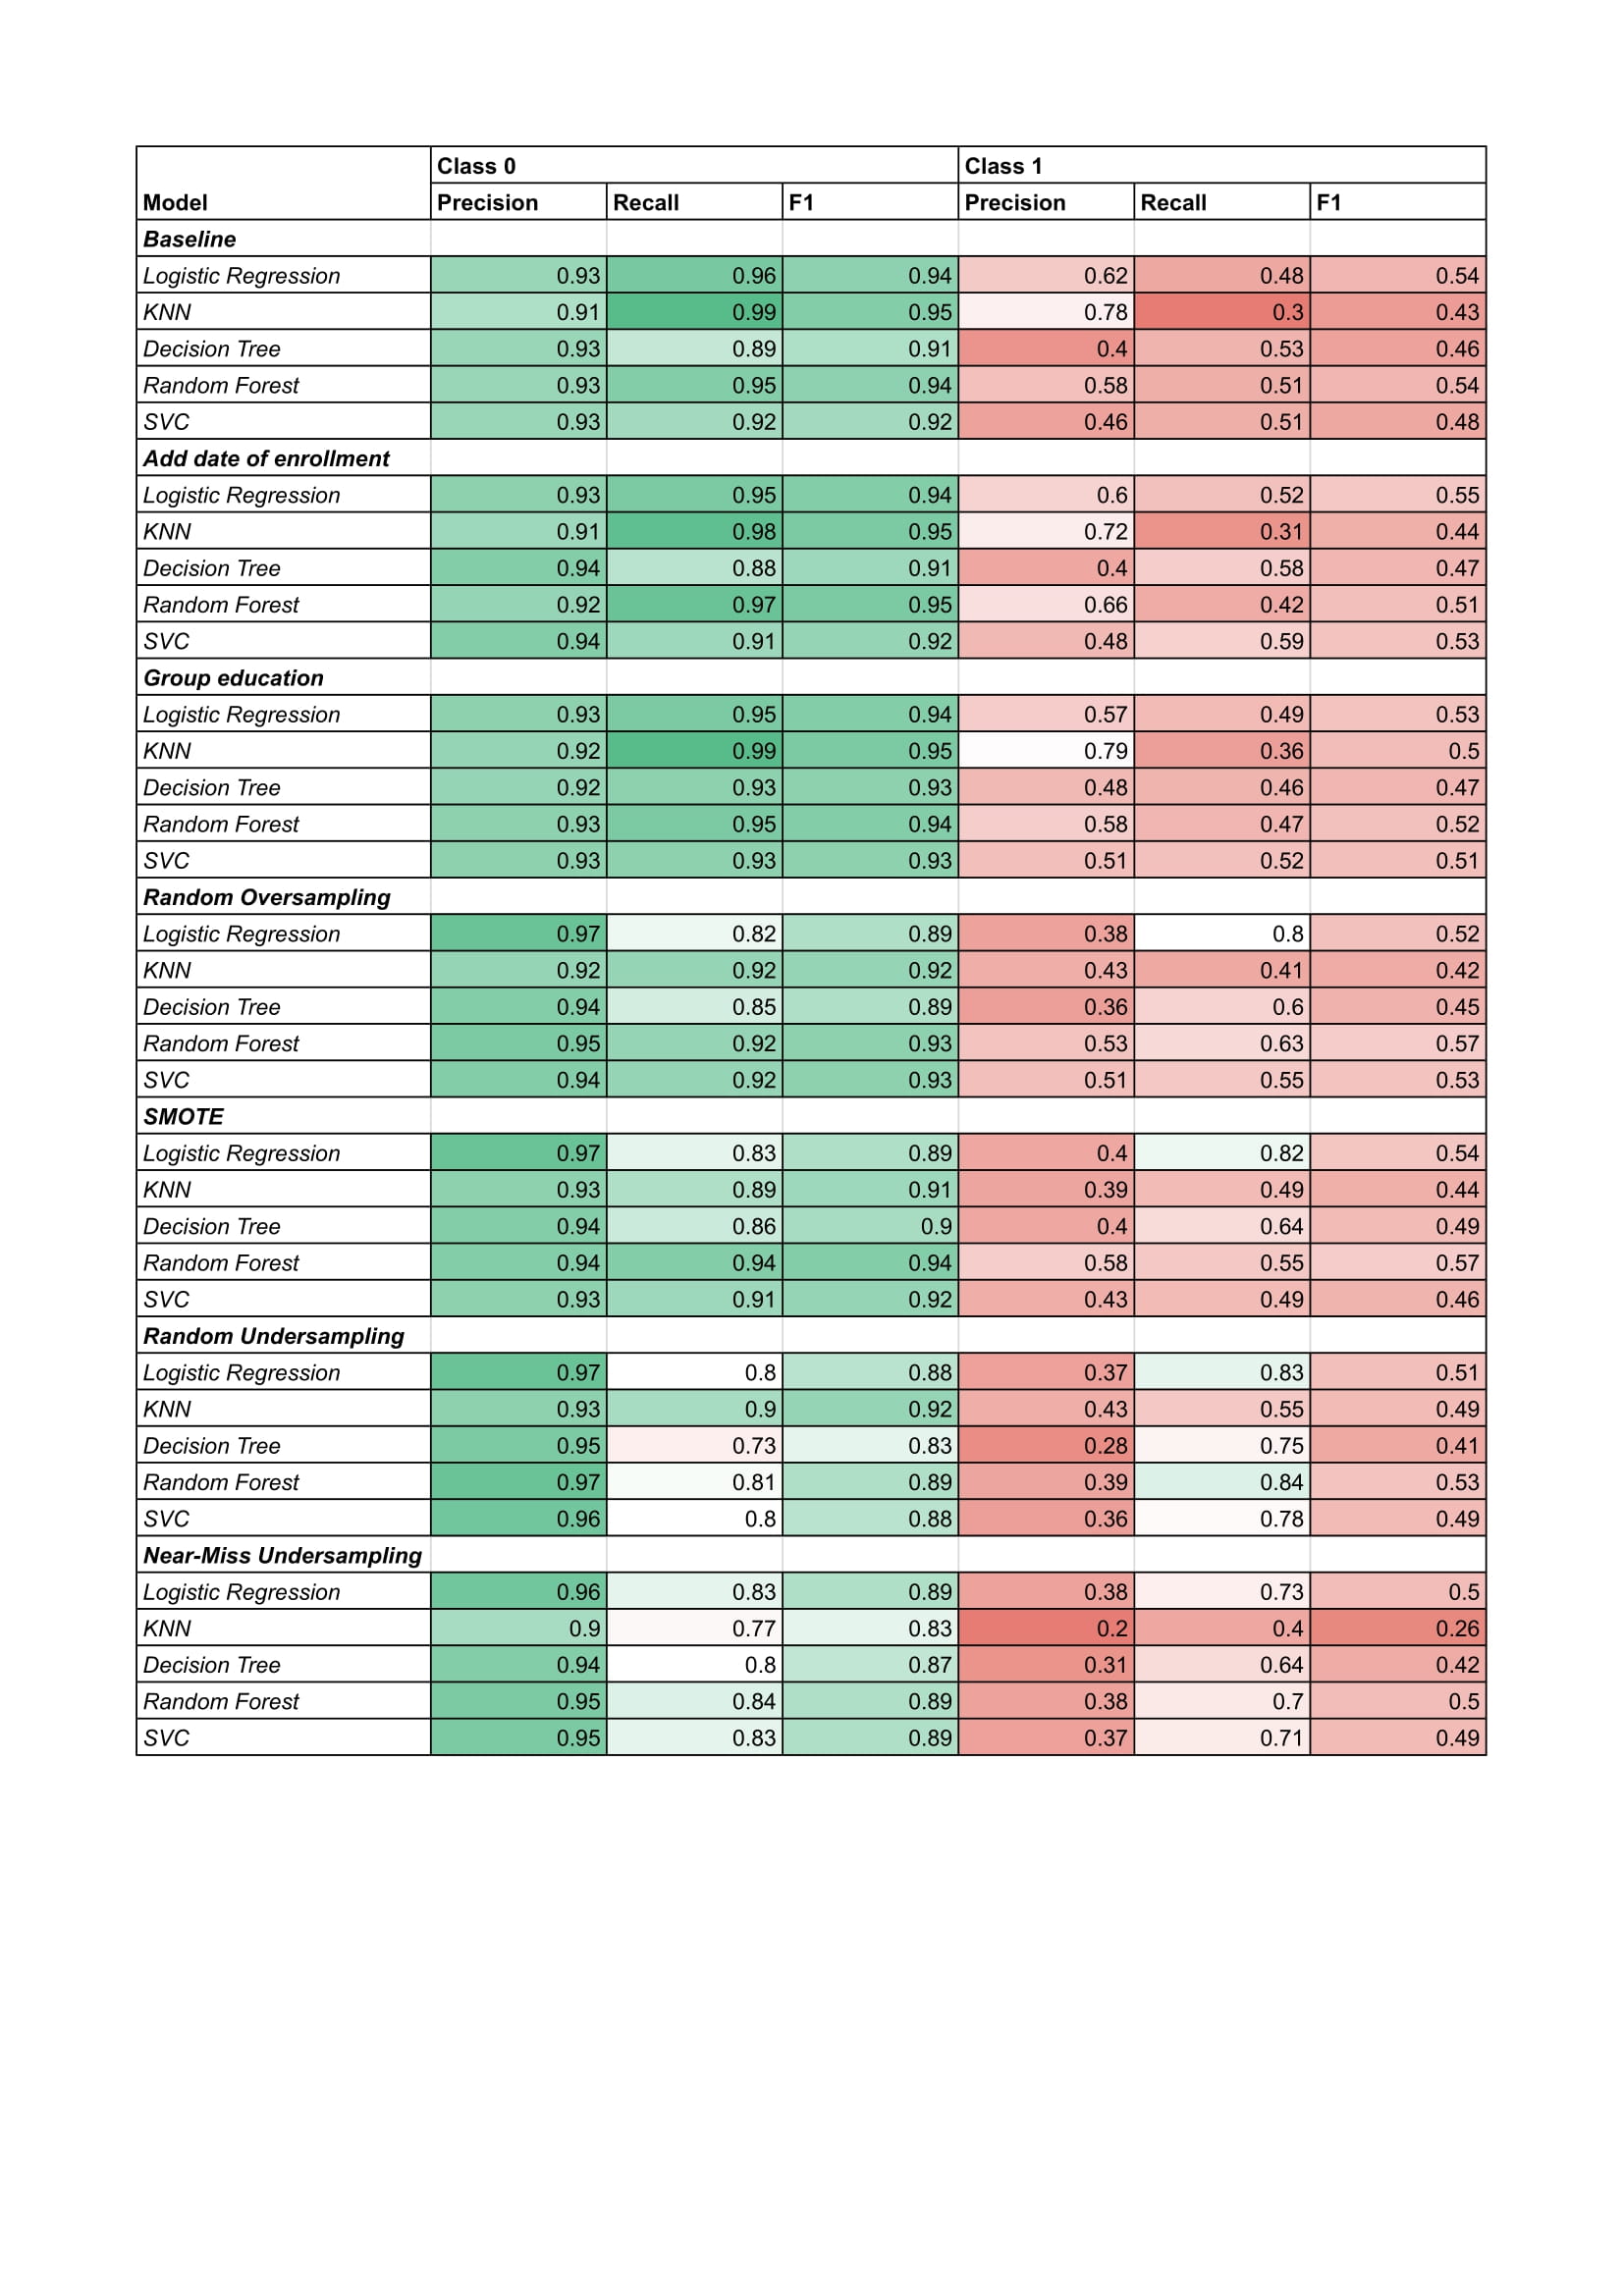 Class 0 Class 1
Model Precision Recall F1 Precision Recall F1
Baseline
Logistic Regression 0.93 0.96 0.94 0.62 0.48 0.54
KNN 0.91 0.99 0.95 0.78 0.3 0.43
Decision Tree 0.93 0.89 0.91 0.4 0.53 0.46
Random Forest 0.93 0.95 0.94 0.58 0.51 0.54
SVC 0.93 0.92 0.92 0.46 0.51 0.48
Add date of enrollment
Logistic Regression 0.93 0.95 0.94 0.6 0.52 0.55
KNN 0.91 0.98 0.95 0.72 0.31 0.44
Decision Tree 0.94 0.88 0.91 0.4 0.58 0.47
Random Forest 0.92 0.97 0.95 0.66 0.42 0.51
SVC 0.94 0.91 0.92 0.48 0.59 0.53
Group education
Logistic Regression 0.93 0.95 0.94 0.57 0.49 0.53
KNN 0.92 0.99 0.95 0.79 0.36 0.5
Decision Tree 0.92 0.93 0.93 0.48 0.46 0.47
Random Forest 0.93 0.95 0.94 0.58 0.47 0.52
SVC 0.93 0.93 0.93 0.51 0.52 0.51
Random Oversampling
Logistic Regression 0.97 0.82 0.89 0.38 0.8 0.52
KNN 0.92 0.92 0.92 0.43 0.41 0.42
Decision Tree 0.94 0.85 0.89 0.36 0.6 0.45
Random Forest 0.95 0.92 0.93 0.53 0.63 0.57
SVC 0.94 0.92 0.93 0.51 0.55 0.53
SMOTE
Logistic Regression 0.97 0.83 0.89 0.4 0.82 0.54
KNN 0.93 0.89 0.91 0.39 0.49 0.44
Decision Tree 0.94 0.86 0.9 0.4 0.64 0.49
Random Forest 0.94 0.94 0.94 0.58 0.55 0.57
SVC 0.93 0.91 0.92 0.43 0.49 0.46
Random Undersampling
Logistic Regression 0.97 0.8 0.88 0.37 0.83 0.51
KNN 0.93 0.9 0.92 0.43 0.55 0.49
Decision Tree 0.95 0.73 0.83 0.28 0.75 0.41
Random Forest 0.97 0.81 0.89 0.39 0.84 0.53
SVC 0.96 0.8 0.88 0.36 0.78 0.49
Near-Miss Undersampling
Logistic Regression 0.96 0.83 0.89 0.38 0.73 0.5
KNN 0.9 0.77 0.83 0.2 0.4 0.26
Decision Tree 0.94 0.8 0.87 0.31 0.64 0.42
Random Forest 0.95 0.84 0.89 0.38 0.7 0.5
SVC 0.95 0.83 0.89 0.37 0.71 0.49